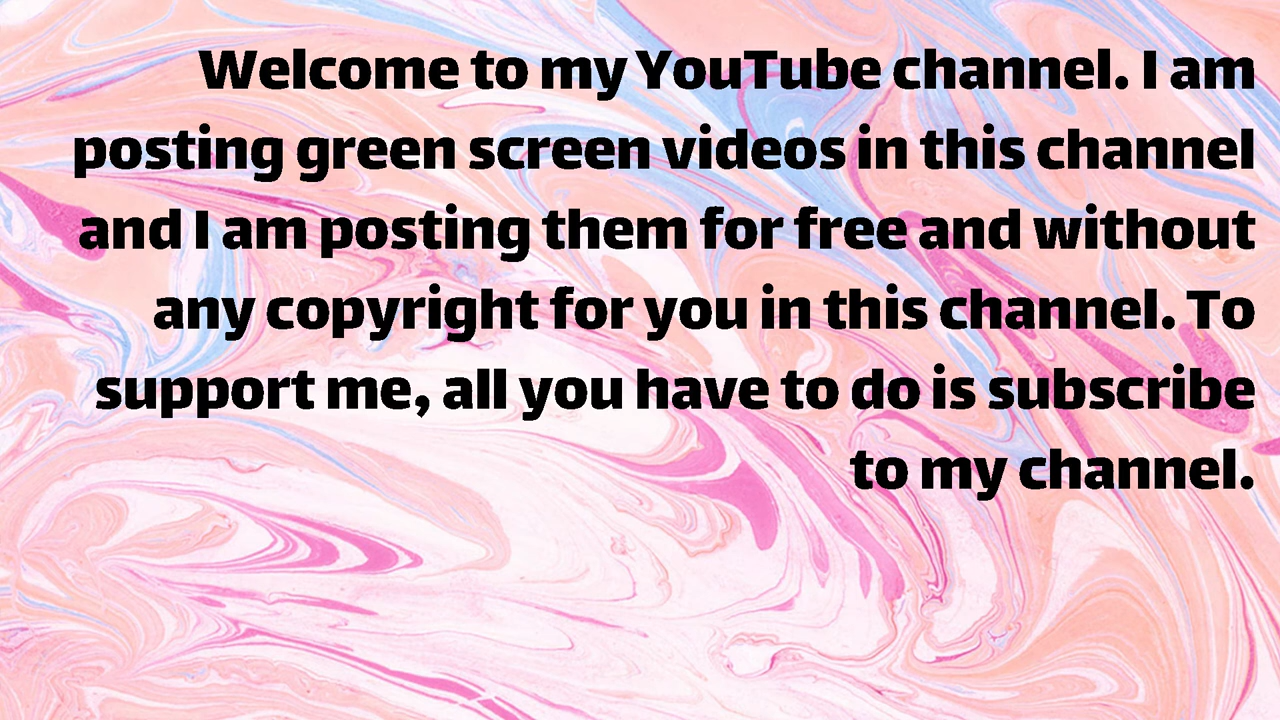 Welcome to my YouTube channel. I am
posting green screen videos in this channel
and I am posting them for free and without
any copyright for you in this channel. To
support me, all you have to do is subscribe
to my channel.